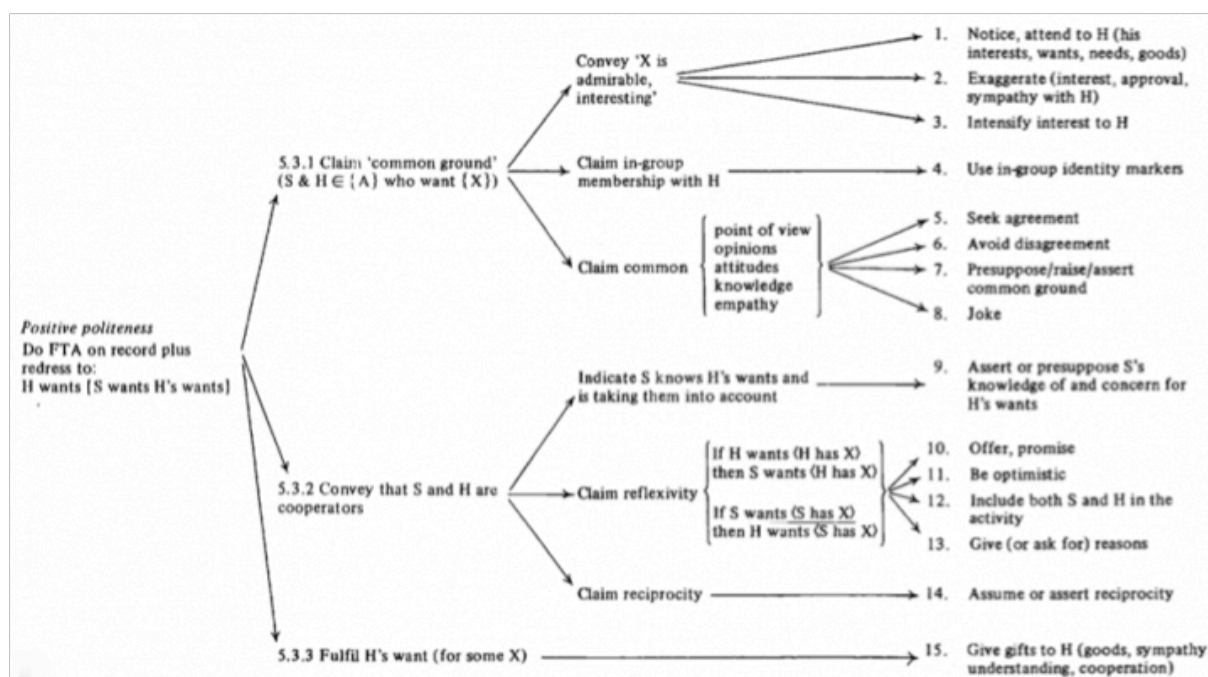 Positive politeness
Do FTA on record plus
redress to:
H wants [S wants H's wants]
5.3.1 Claim 'common ground'
(S & H ∈ {A} who want {X})
Convey 'X is
admirable,
interesting'
1. Notice, attend to H (his
interests, wants, needs, goods)
2. Exaggerate (interest, approval,
sympathy with H)
3. Intensify interest to H
Claim in-group
membership with H
4. Use in-group identity markers
Claim common
point of view
opinions
attitudes
knowledge
empathy
5. Seek agreement
6. Avoid disagreement
7. Presuppose/raise/assert
common ground
8. Joke
5.3.2 Convey that S and H are
cooperators
Indicate S knows H's wants and
is taking them into account
9. Assert or presuppose S's
knowledge of and concern for
H's wants
Claim reflexivity
If H wants (H has X)
then S wants (H has X)
If S wants (S has X)
then H wants (S has X)
10. Offer, promise
11. Be optimistic
12. Include both S and H in the
activity
13. Give (or ask for) reasons
Claim reciprocity
14. Assume or assert reciprocity
5.3.3 Fulfil H's want (for some X)
15. Give gifts to H (goods, sympathy
understanding, cooperation)